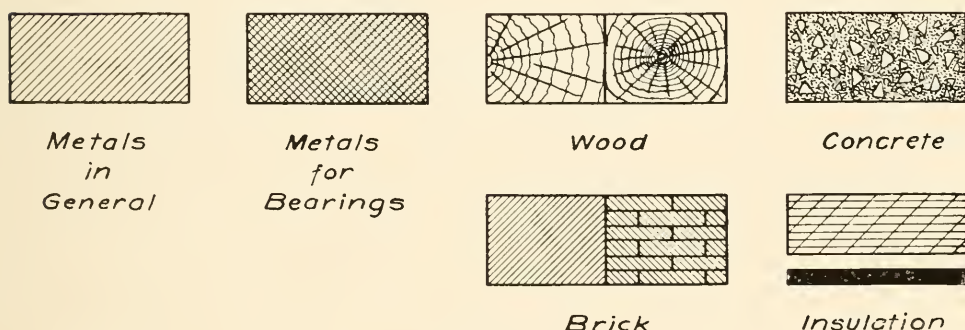 Metals
in
General
Metals
for
Bearings
Wood
Concrete
Brick
Insulation